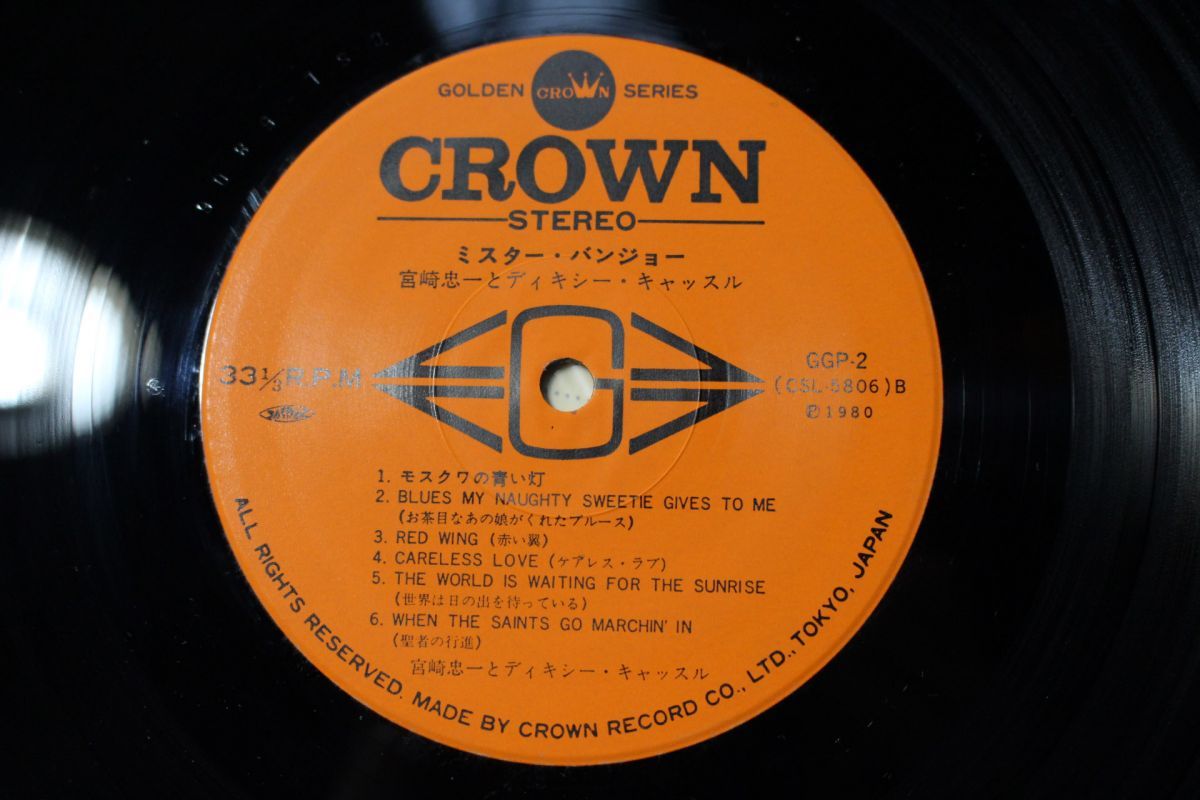 GOLDEN CROWN SERIES
CROWN
STEREO
ミスター・バンジョー
宮崎忠一とディキシー・キャッスル
G
33 1/3 R.P.M
GGP-2
(CSL-5806) B
Ⓟ1980
1. モスクワの青い灯
2. BLUES MY NAUGHTY SWEETIE GIVES TO ME
(お茶目なあの娘がくれたブルース)
3. RED WING (赤い翼)
4. CARELESS LOVE (ケアレス・ラブ)
5. THE WORLD IS WAITING FOR THE SUNRISE
(世界は日の出を待っている)
6. WHEN THE SAINTS GO MARCHIN' IN
(聖者の行進)
宮崎忠一とディキシー・キャッスル
ALL RIGHTS RESERVED. MADE BY CROWN RECORD CO., LTD., TOKYO, JAPAN